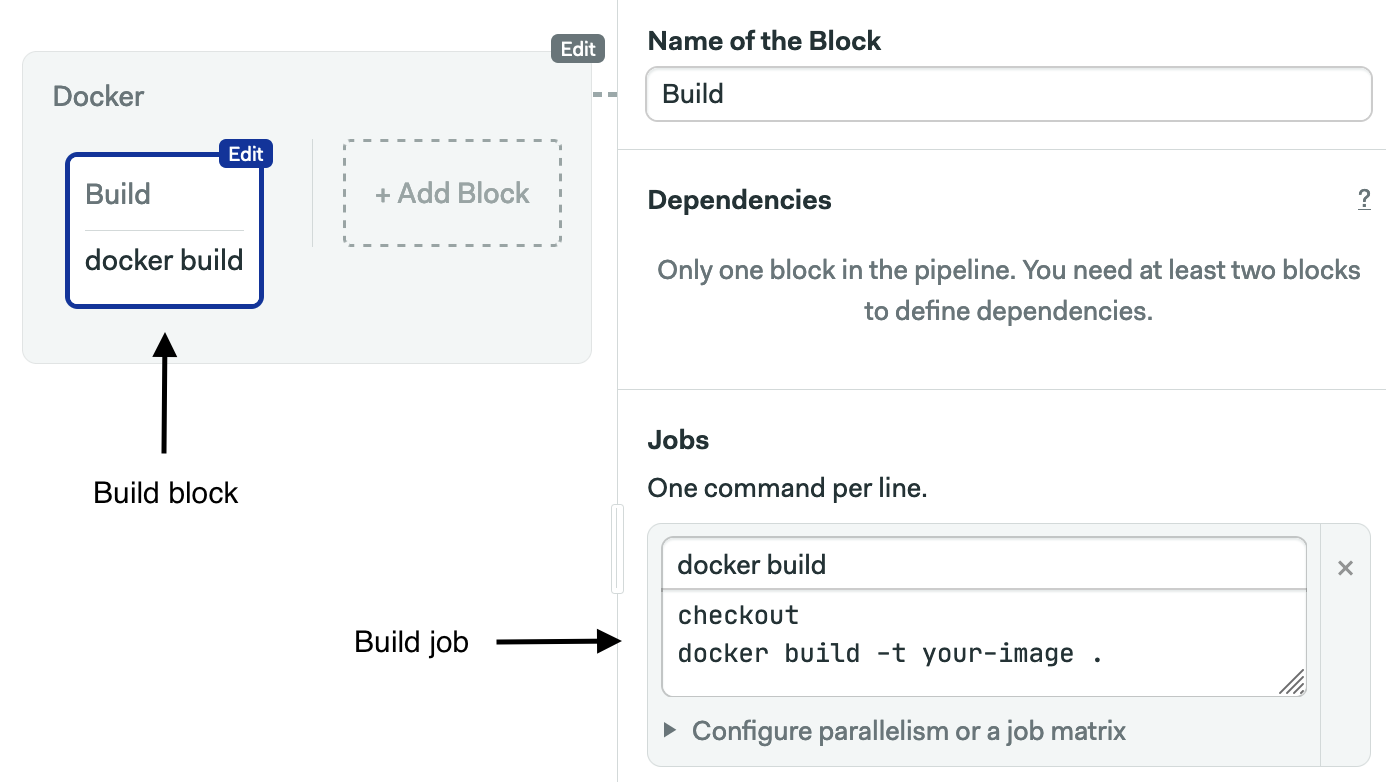 Edit
Docker
Edit
Build
docker build
+ Add Block
Build block
Build job
Name of the Block
Build
Dependencies
?
Only one block in the pipeline. You need at least two blocks
to define dependencies.
Jobs
One command per line.
docker build
×
checkout
docker build -t your-image .
Configure parallelism or a job matrix